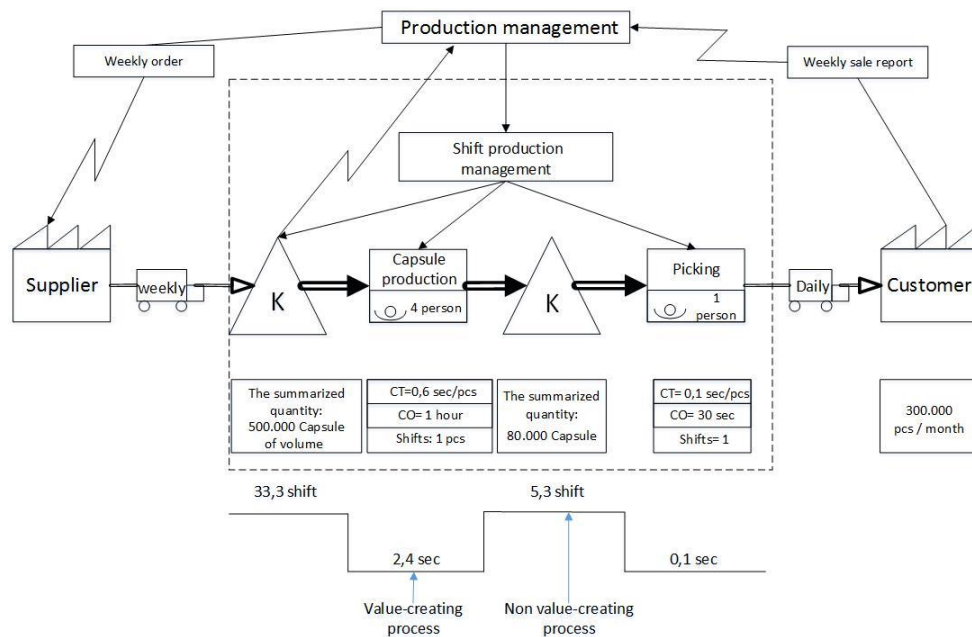 Production management
Weekly order
Weekly sale report
Shift production
management
Supplier
weekly
K
Capsule
production
4 person
K
Picking
1
person
Daily
Customer
The summarized
quantity:
500.000 Capsule
of volume
CT=0,6 sec/pcs
CO= 1 hour
Shifts: 1 pcs
The summarized
quantity:
80.000 Capsule
CT= 0,1 sec/pcs
CO= 30 sec
Shifts= 1
300.000
pcs / month
33,3 shift
5,3 shift
2,4 sec
0,1 sec
Value-creating
process
Non value-creating
process